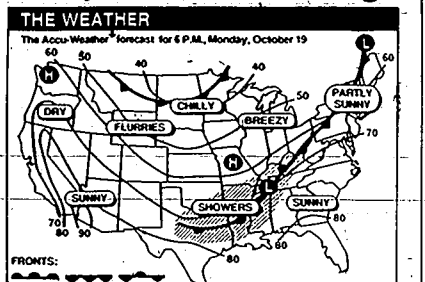 THE WEATHER
The Accu-Weather forecast for 6 P.M., Monday, October 19
L
60 50 40 40 60
H
CHILLY
50
PARTLY
SUNNY
DRY
FLURRIES
BREEZY
70
H
L
SUNNY
SHOWERS
SUNNY
70 80 90
80
80 80
FRONTS: